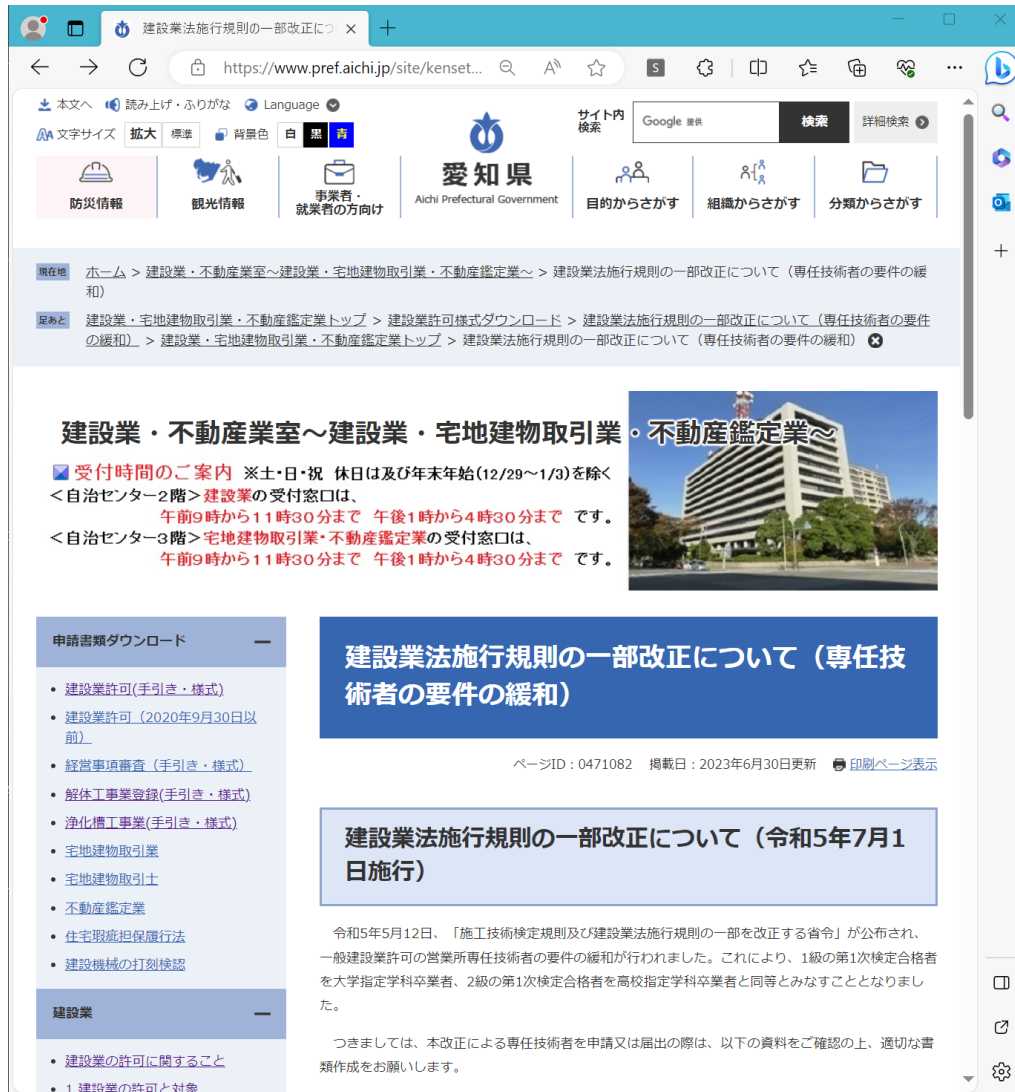 建設業法施行規則の一部改正につ
https://www.pref.aichi.jp/site/kenset...
本文へ 読み上げ・ふりがな Language
文字サイズ 拡大 標準 背景色 白 黒 青
愛知県
Aichi Prefectural Government
サイト内検索 Google 提供 検索 詳細検索
防災情報
観光情報
事業者・
就業者の方向け
目的からさがす
組織からさがす
分類からさがす
現在地 ホーム > 建設業・不動産業室~建設業・宅地建物取引業・不動産鑑定業~ > 建設業法施行規則の一部改正について(専任技術者の要件の緩
和)
足あと 建設業・宅地建物取引業・不動産鑑定業トップ > 建設業許可様式ダウンロード > 建設業法施行規則の一部改正について(専任技術者の要件
の緩和) > 建設業・宅地建物取引業・不動産鑑定業トップ > 建設業法施行規則の一部改正について(専任技術者の要件の緩和)
建設業・不動産業室~建設業・宅地建物取引業・不動産鑑定業~
受付時間のご案内 ※土・日・祝 休日は及び年末年始(12/29~1/3)を除く
<自治センター2階>建設業の受付窓口は、
午前9時から11時30分まで 午後1時から4時30分まで です。
<自治センター3階>宅地建物取引業・不動産鑑定業の受付窓口は、
午前9時から11時30分まで 午後1時から4時30分まで です。
申請書類ダウンロード
• 建設業許可(手引き・様式)
• 建設業許可(2020年9月30日以
前)
• 経営事項審査(手引き・様式)
• 解体工事業登録(手引き・様式)
• 浄化槽工事業(手引き・様式)
• 宅地建物取引業
• 宅地建物取引士
• 不動産鑑定業
• 住宅瑕疵担保履行法
• 建設機械の打刻検認
建設業
• 建設業の許可に関すること
• 1 建設業の許可と対象
建設業法施行規則の一部改正について(専任技
術者の要件の緩和)
ページID:0471082 掲載日:2023年6月30日更新 印刷ページ表示
建設業法施行規則の一部改正について(令和5年7月1
日施行)
令和5年5月12日、「施工技術検定規則及び建設業法施行規則の一部を改正する省令」が公布され、
一般建設業許可の営業所専任技術者の要件の緩和が行われました。これにより、1級の第1次検定合格者
を大学指定学科卒業者、2級の第1次検定合格者を高校指定学科卒業者と同等とみなすこととなりまし
た。
つきましては、本改正による専任技術者を申請又は届出の際は、以下の資料をご確認の上、適切な書
類作成をお願いします。